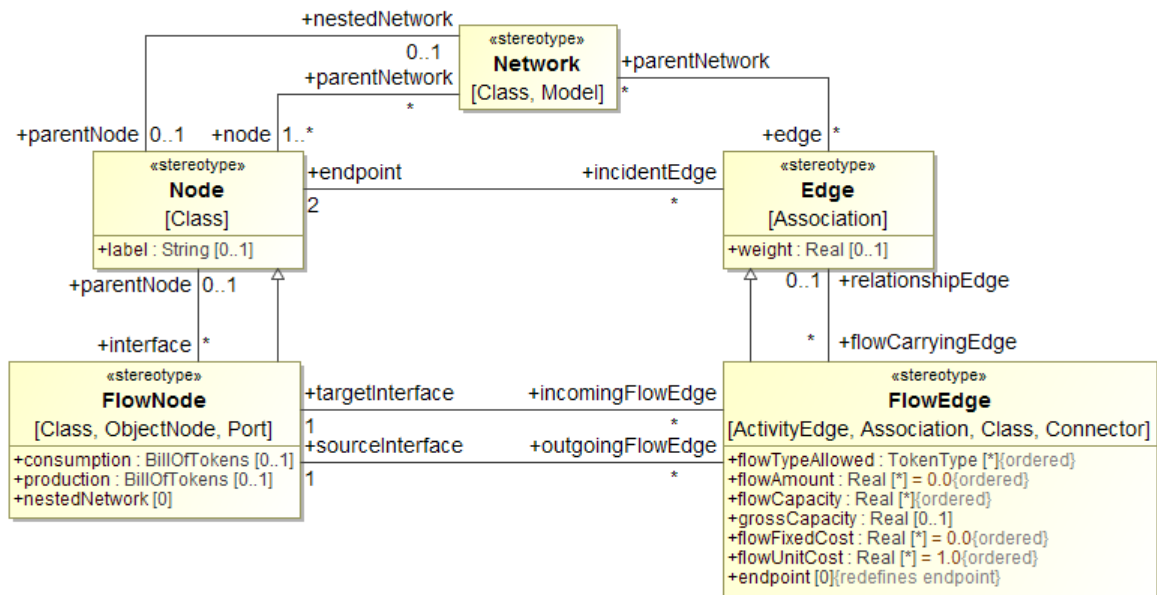 +nestedNetwork
0..1
«stereotype»
Network
[Class, Model]
+parentNetwork
*
+parentNetwork
*
+parentNode 0..1
+node 1..*
+edge *
«stereotype»
Node
[Class]
+label : String [0..1]
+endpoint
2
+incidentEdge
*
«stereotype»
Edge
[Association]
+weight : Real [0..1]
+parentNode 0..1
+interface *
0..1 +relationshipEdge
* +flowCarryingEdge
«stereotype»
FlowNode
[Class, ObjectNode, Port]
+consumption : BillOfTokens [0..1]
+production : BillOfTokens [0..1]
+nestedNetwork [0]
+targetInterface
1
+incomingFlowEdge
*
+sourceInterface
1
+outgoingFlowEdge
*
«stereotype»
FlowEdge
[ActivityEdge, Association, Class, Connector]
+flowTypeAllowed : TokenType [*]{ordered}
+flowAmount : Real [*] = 0.0{ordered}
+flowCapacity : Real [*]{ordered}
+grossCapacity : Real [0..1]
+flowFixedCost : Real [*] = 0.0{ordered}
+flowUnitCost : Real [*] = 1.0{ordered}
+endpoint [0]{redefines endpoint}